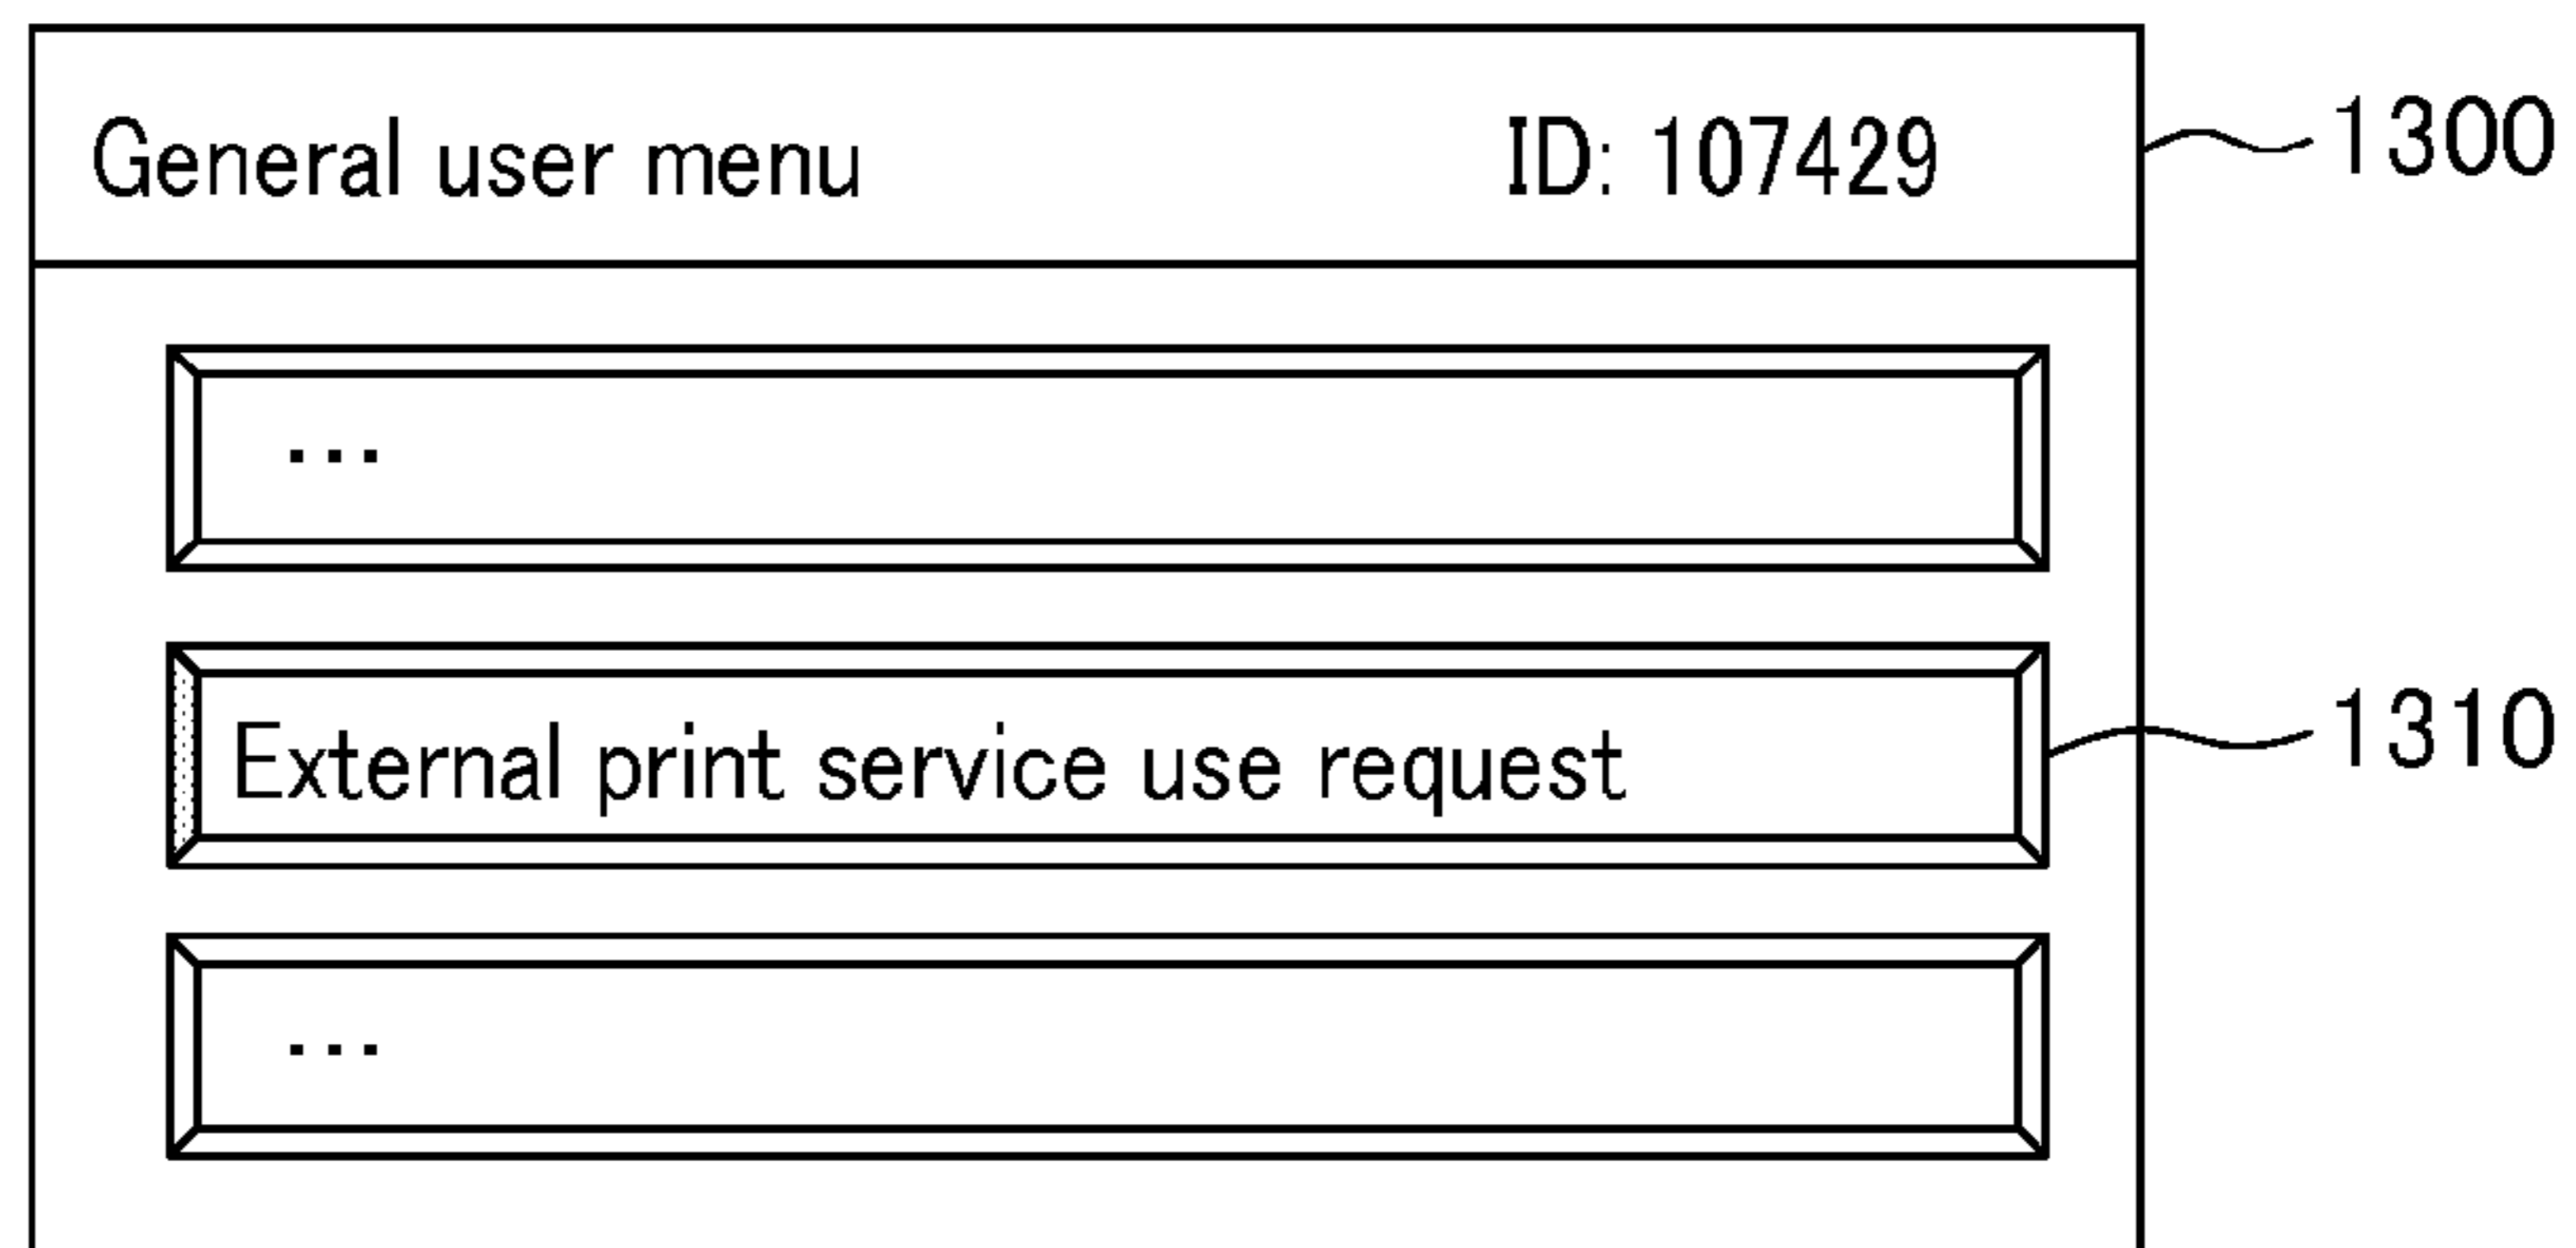 General user menu ID: 107429 1300
...
External print service use request 1310
...